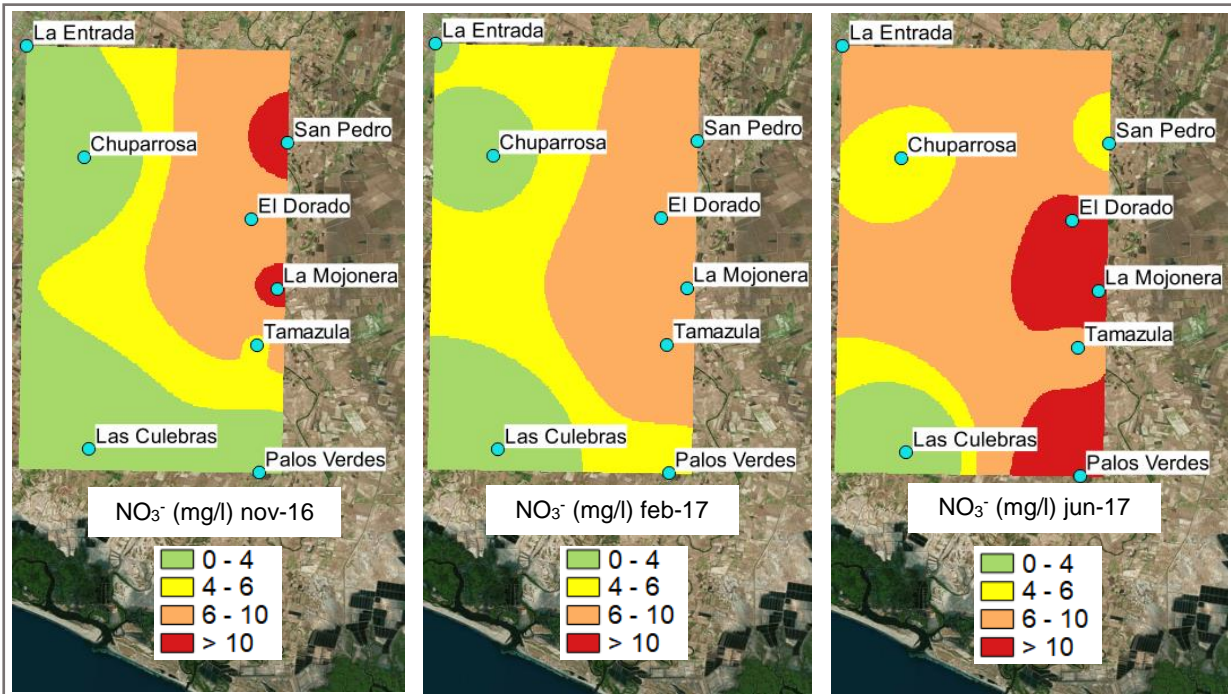 La Entrada
San Pedro
Chuparrosa
El Dorado
La Mojonera
Tamazula
Las Culebras
Palos Verdes
NO₃⁻ (mg/l) nov-16
0 - 4
4 - 6
6 - 10
> 10
La Entrada
San Pedro
Chuparrosa
El Dorado
La Mojonera
Tamazula
Las Culebras
Palos Verdes
NO₃⁻ (mg/l) feb-17
0 - 4
4 - 6
6 - 10
> 10
La Entrada
San Pedro
Chuparrosa
El Dorado
La Mojonera
Tamazula
Las Culebras
Palos Verdes
NO₃⁻ (mg/l) jun-17
0 - 4
4 - 6
6 - 10
> 10